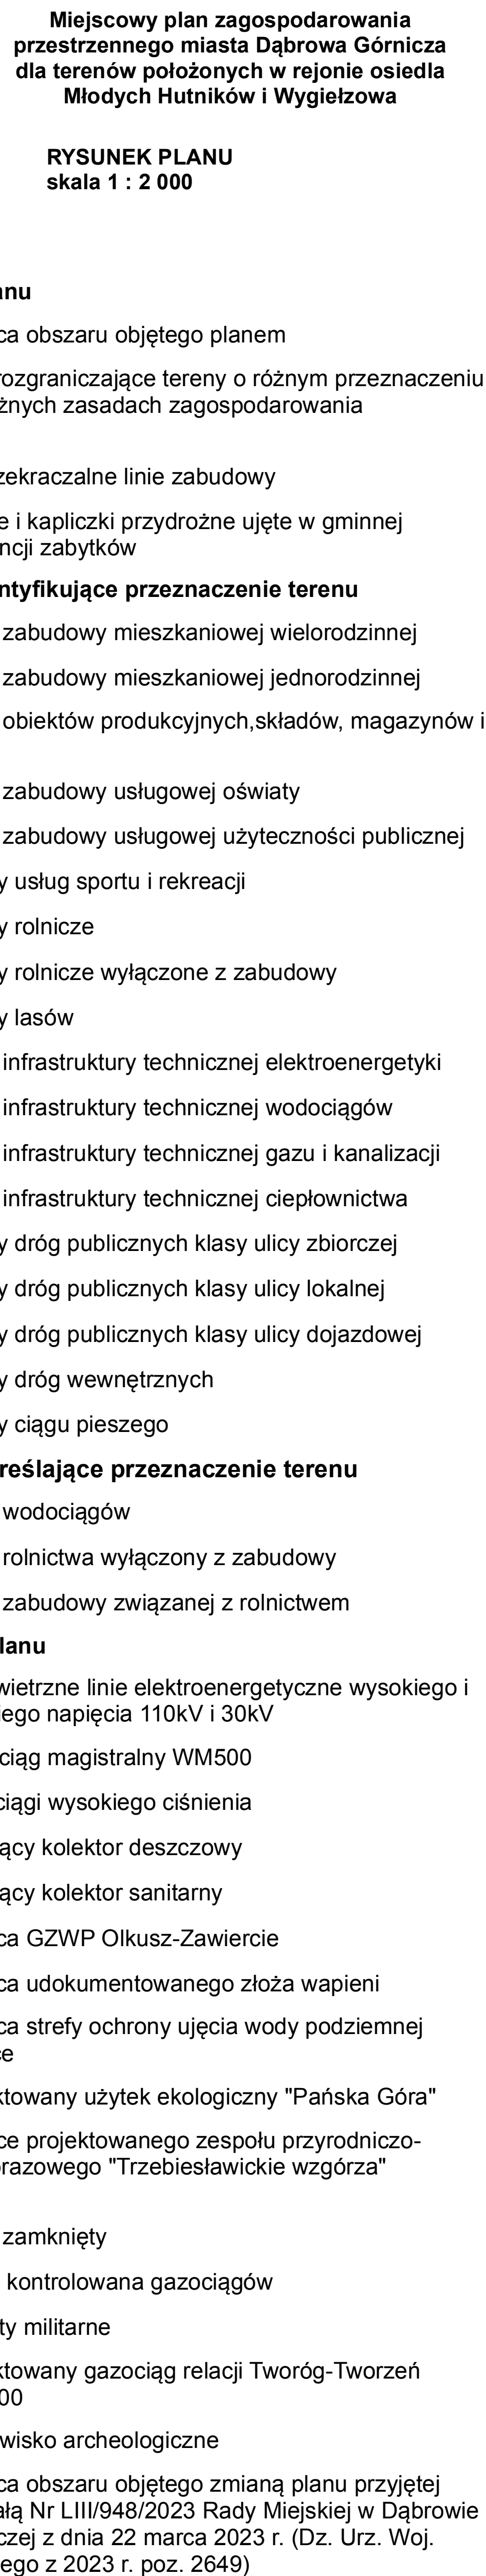 Miejscowy plan zagospodarowania
przestrzennego miasta Dąbrowa Górnicza
dla terenów położonych w rejonie osiedla
Młodych Hutników i Wygiełzowa
RYSUNEK PLANU
skala 1 : 2 000
anu
ca obszaru objętego planem
rozgraniczające tereny o różnym przeznaczeniu
żnych zasadach zagospodarowania
zekraczalne linie zabudowy
e i kapliczki przydrożne ujęte w gminnej
ncji zabytków
ntyfikujące przeznaczenie terenu
zabudowy mieszkaniowej wielorodzinnej
zabudowy mieszkaniowej jednorodzinnej
obiektów produkcyjnych,składów, magazynów i
zabudowy usługowej oświaty
zabudowy usługowej użyteczności publicznej
y usług sportu i rekreacji
y rolnicze
y rolnicze wyłączone z zabudowy
y lasów
infrastruktury technicznej elektroenergetyki
infrastruktury technicznej wodociągów
infrastruktury technicznej gazu i kanalizacji
infrastruktury technicznej ciepłownictwa
y dróg publicznych klasy ulicy zbiorczej
y dróg publicznych klasy ulicy lokalnej
y dróg publicznych klasy ulicy dojazdowej
y dróg wewnętrznych
y ciągu pieszego
reślające przeznaczenie terenu
wodociągów
rolnictwa wyłączony z zabudowy
zabudowy związanej z rolnictwem
lanu
wietrzne linie elektroenergetyczne wysokiego i
iego napięcia 110kV i 30kV
ciąg magistralny WM500
ciągi wysokiego ciśnienia
ący kolektor deszczowy
ący kolektor sanitarny
ca GZWP Olkusz-Zawiercie
ca udokumentowanego złoża wapieni
ca strefy ochrony ujęcia wody podziemnej
ce
ktowany użytek ekologiczny "Pańska Góra"
ce projektowanego zespołu przyrodniczo-
orazowego "Trzebiesławickie wzgórza"
zamknięty
kontrolowana gazociągów
ty militarne
ktowany gazociąg relacji Tworóg-Tworzeń
00
wisko archeologiczne
ca obszaru objętego zmianą planu przyjętej
ałą Nr LIII/948/2023 Rady Miejskiej w Dąbrowie
czej z dnia 22 marca 2023 r. (Dz. Urz. Woj.
ego z 2023 r. poz. 2649)